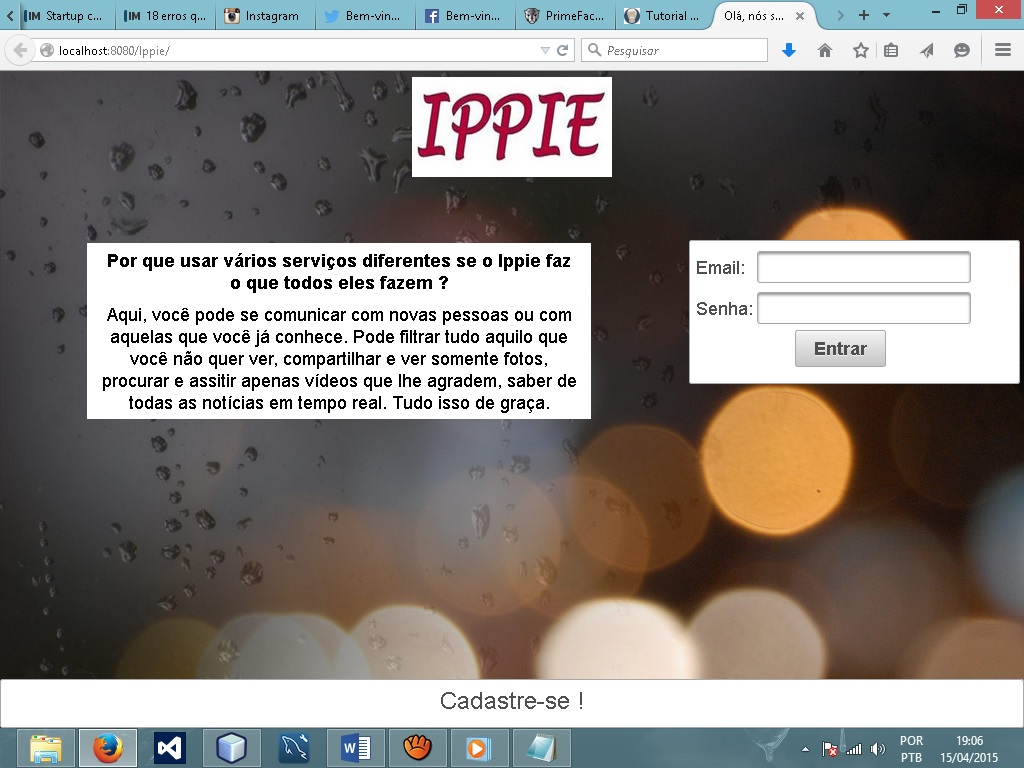 IM Startup c...
IM 18 erros q...
Instagram
Bem-vin...
Bem-vin...
PrimeFac...
Tutorial ...
Olá, nós s...
localhost:8080/Ippie/
Pesquisar
IPPIE
Por que usar vários serviços diferentes se o Ippie faz
o que todos eles fazem ?
Aqui, você pode se comunicar com novas pessoas ou com
aquelas que você já conhece. Pode filtrar tudo aquilo que
você não quer ver, compartilhar e ver somente fotos,
procurar e assitir apenas vídeos que lhe agradem, saber de
todas as notícias em tempo real. Tudo isso de graça.
Email:
Senha:
Entrar
Cadastre-se !
POR
PTB
19:06
15/04/2015